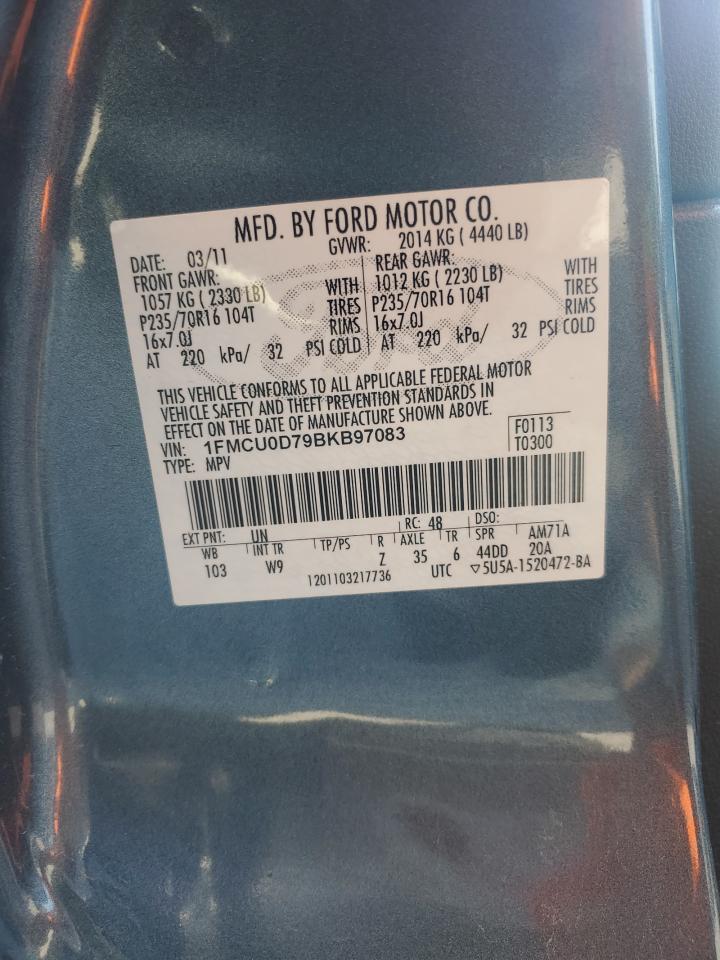 MFD. BY FORD MOTOR CO.
DATE: 03/11 GVWR: 2014 KG ( 4440 LB)
FRONT GAWR: REAR GAWR:
1057 KG ( 2330 LB) WITH 1012 KG ( 2230 LB) WITH
P235/70R16 104T TIRES P235/70R16 104T TIRES
16x7.0J RIMS 16x7.0J RIMS
AT 220 kPa/ 32 PSI COLD AT 220 kPa/ 32 PSI COLD
Ford
THIS VEHICLE CONFORMS TO ALL APPLICABLE FEDERAL MOTOR
VEHICLE SAFETY AND THEFT PREVENTION STANDARDS IN
EFFECT ON THE DATE OF MANUFACTURE SHOWN ABOVE.
VIN: 1FMCU0D79BKB97083 F0113
TYPE: MPV T0300
EXT PNT: UN RC: 48 DSO:
WB INT TR TP/PS R AXLE TR SPR AM71A
103 W9 Z 35 6 44DD 20A
1201103217736 UTC ▽5U5A-1520472-BA